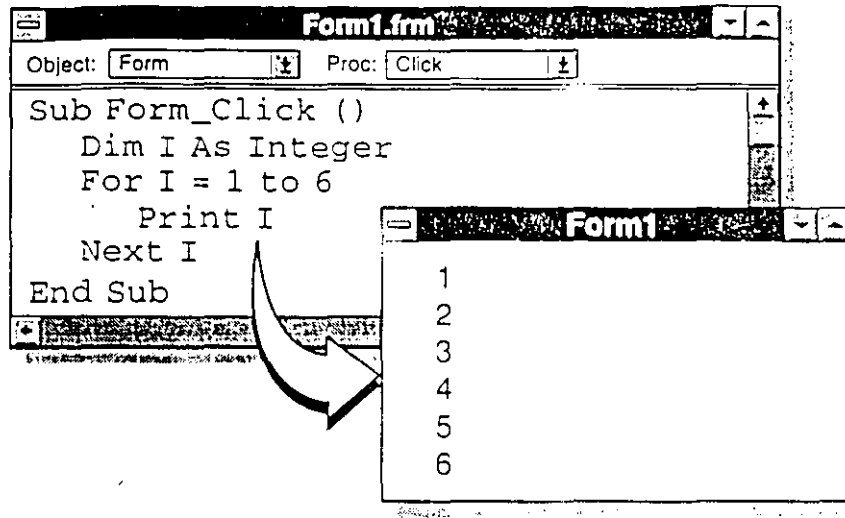 Form1.frm
Object: Form Proc: Click
Sub Form_Click ()
Dim I As Integer
For I = 1 to 6
Print I
Next I
End Sub
Form1
1
2
3
4
5
6